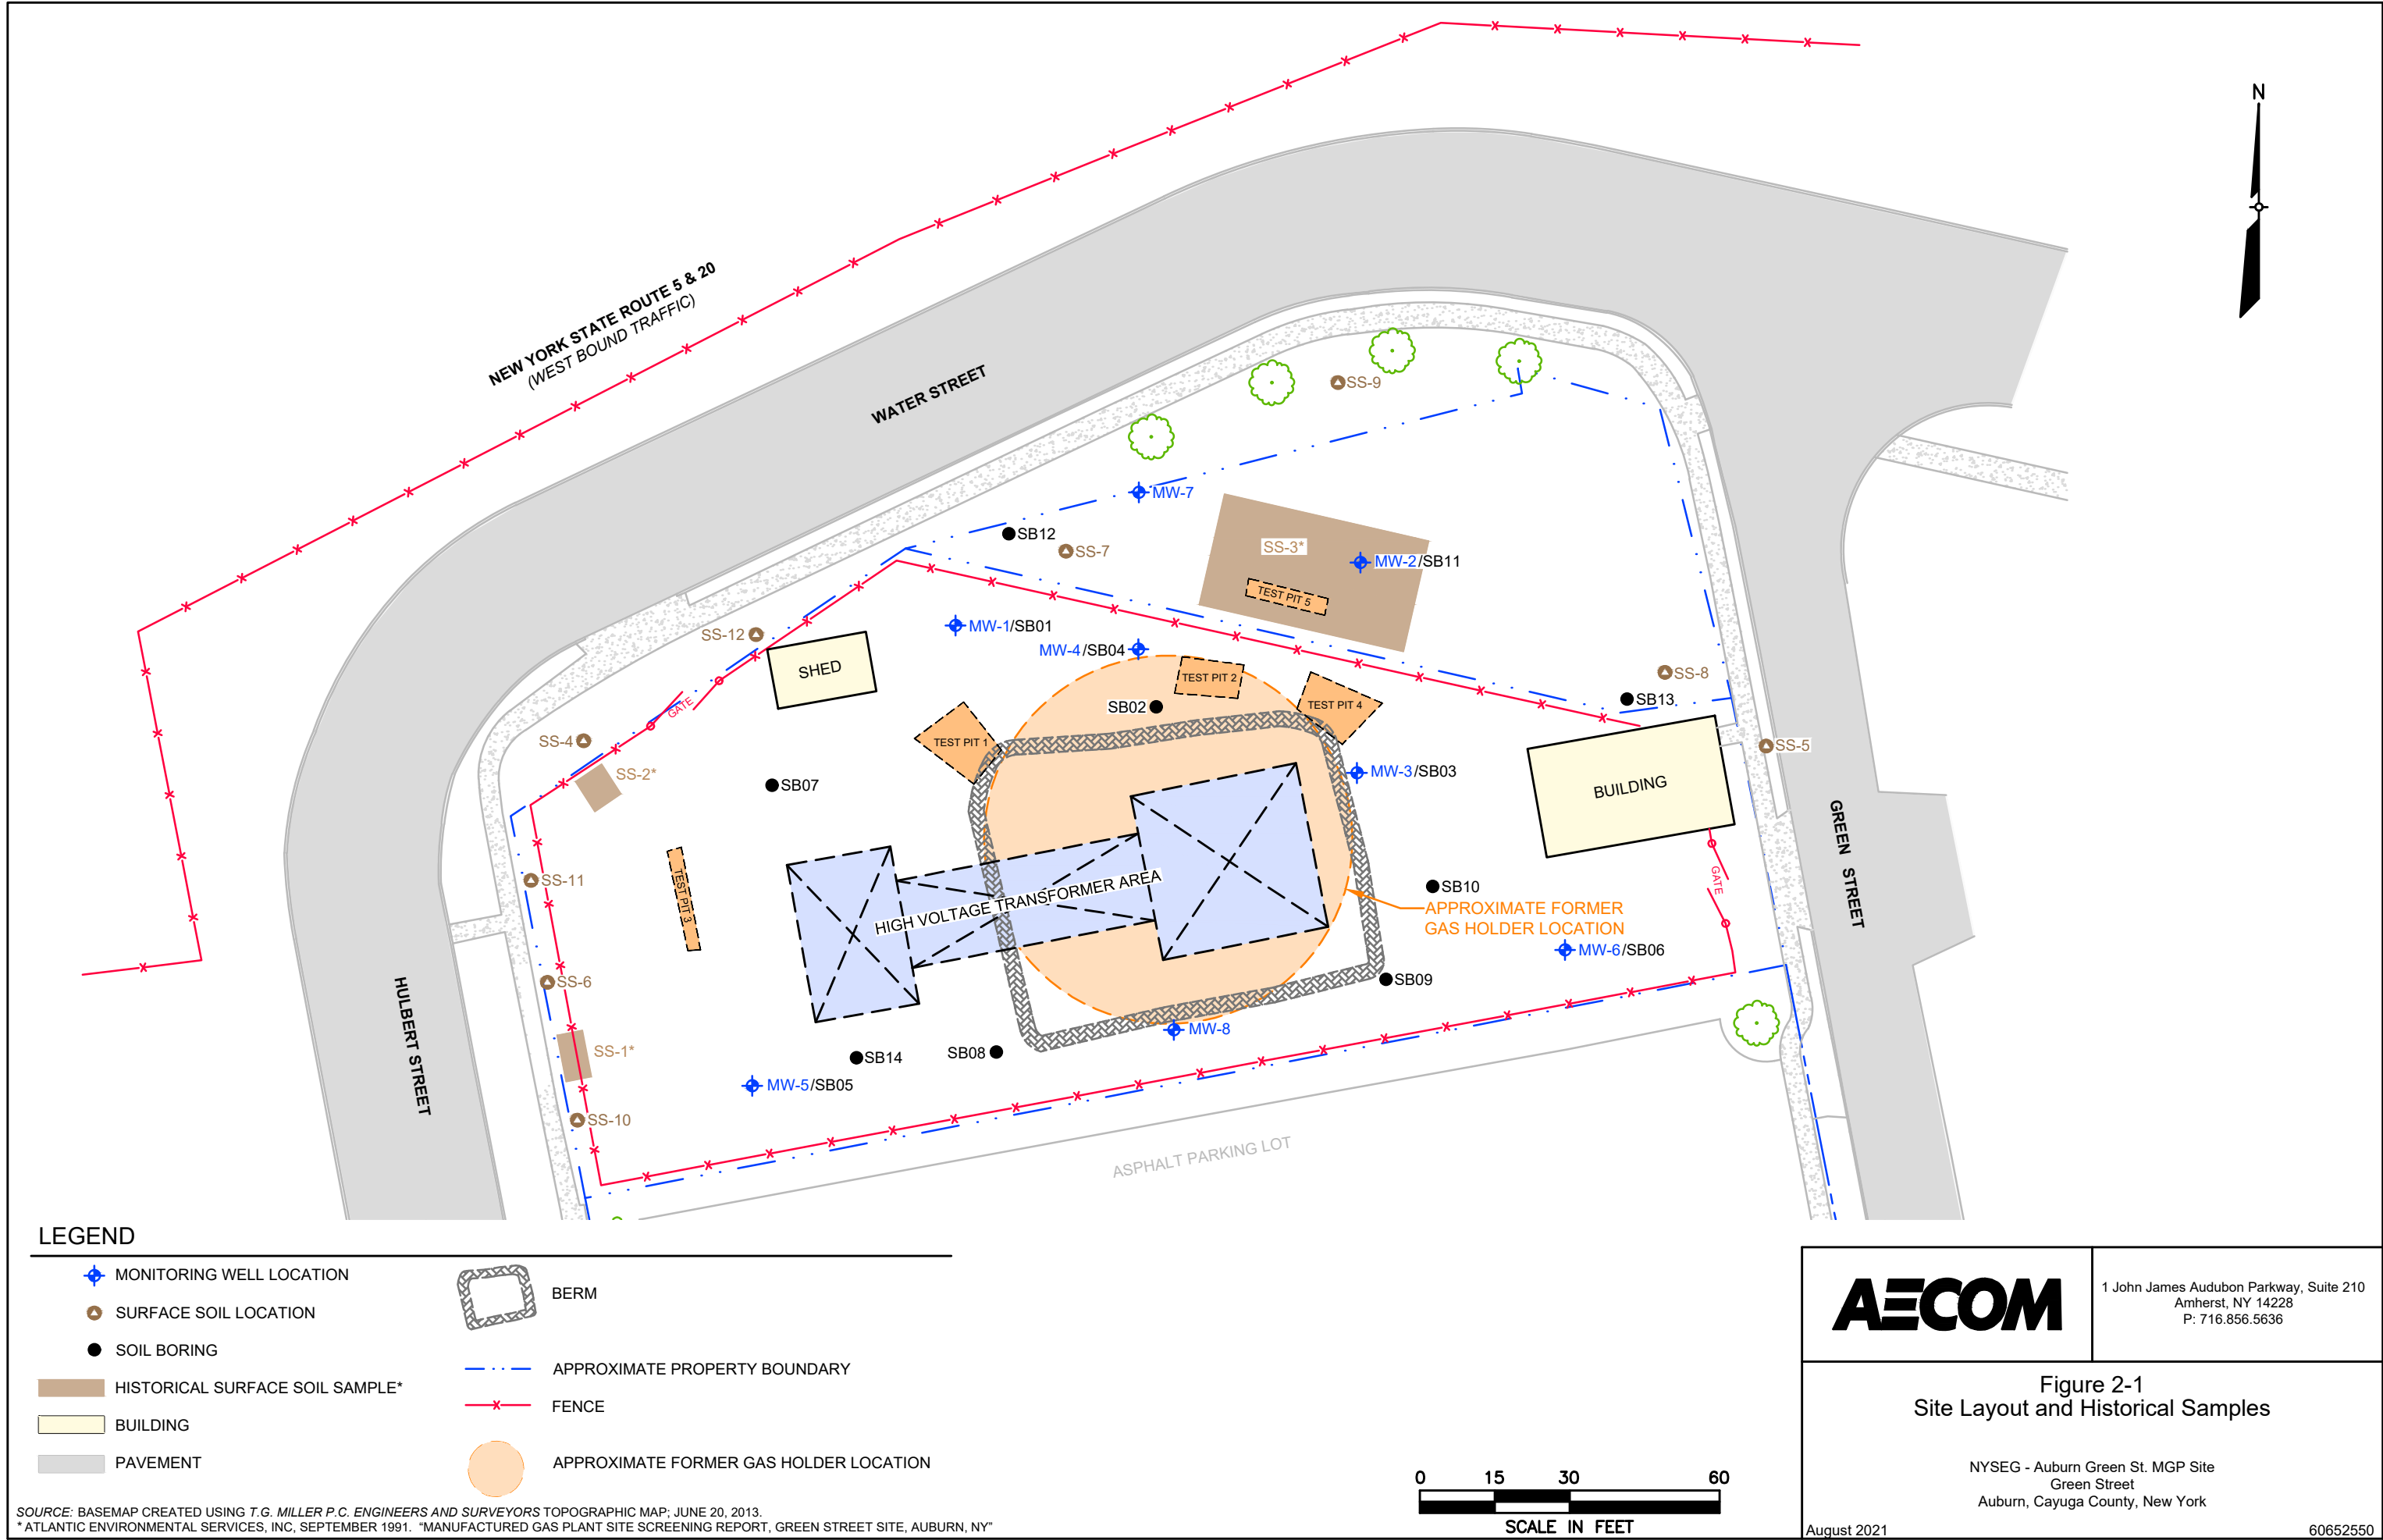 N
NEW YORK STATE ROUTE 5 & 20
(WEST BOUND TRAFFIC)
WATER STREET
SS-9
MW-7
SB12
SS-7
SS-3*
MW-2/SB11
TEST PIT 5
SS-12
MW-1/SB01
MW-4/SB04
SHED
TEST PIT 2
SS-8
SB13
GATE
SB02
TEST PIT 4
SS-4
TEST PIT 1
SS-5
SS-2*
SB07
MW-3/SB03
BUILDING
GREEN STREET
SS-11
TEST PIT 3
HIGH VOLTAGE TRANSFORMER AREA
SB10
GATE
APPROXIMATE FORMER
GAS HOLDER LOCATION
MW-6/SB06
SS-6
SB09
HULBERT STREET
MW-8
SS-1*
SB14
SB08
MW-5/SB05
SS-10
ASPHALT PARKING LOT
LEGEND
MONITORING WELL LOCATION
SURFACE SOIL LOCATION
SOIL BORING
HISTORICAL SURFACE SOIL SAMPLE*
BUILDING
PAVEMENT
BERM
APPROXIMATE PROPERTY BOUNDARY
FENCE
APPROXIMATE FORMER GAS HOLDER LOCATION
SOURCE: BASEMAP CREATED USING T.G. MILLER P.C. ENGINEERS AND SURVEYORS TOPOGRAPHIC MAP; JUNE 20, 2013.
* ATLANTIC ENVIRONMENTAL SERVICES, INC, SEPTEMBER 1991. "MANUFACTURED GAS PLANT SITE SCREENING REPORT, GREEN STREET SITE, AUBURN, NY"
0 15 30 60
SCALE IN FEET
AECOM
1 John James Audubon Parkway, Suite 210
Amherst, NY 14228
P: 716.856.5636
Figure 2-1
Site Layout and Historical Samples
NYSEG - Auburn Green St. MGP Site
Green Street
Auburn, Cayuga County, New York
August 2021 60652550